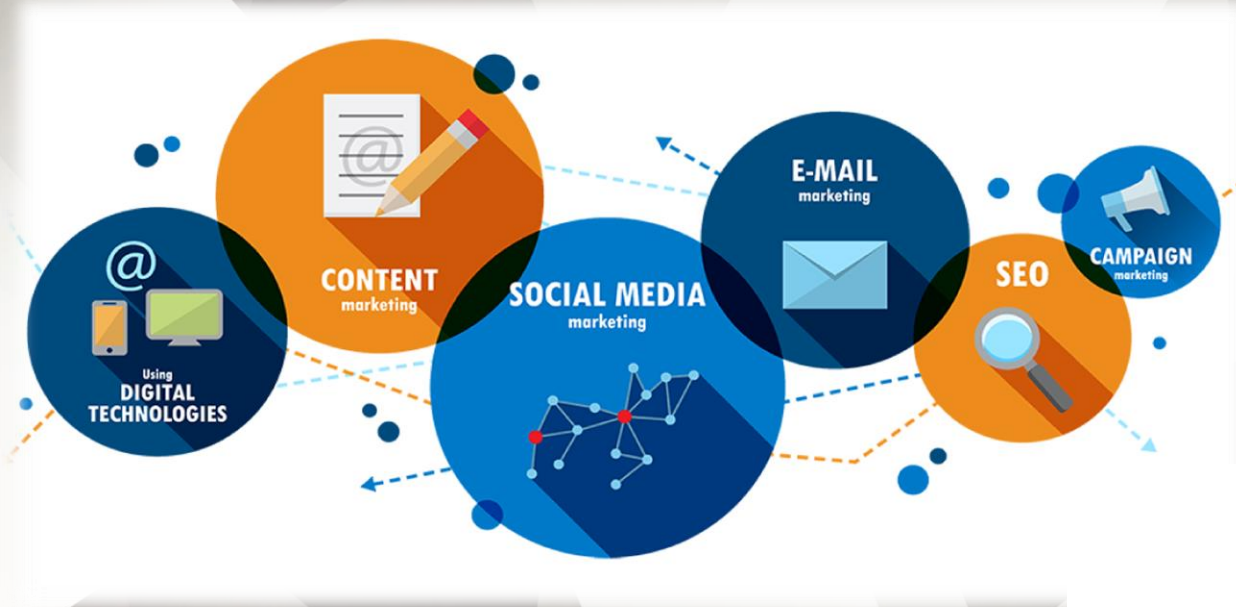 @
Using
DIGITAL
TECHNOLOGIES
@
CONTENT
marketing
SOCIAL MEDIA
marketing
E-MAIL
marketing
SEO
CAMPAIGN
marketing